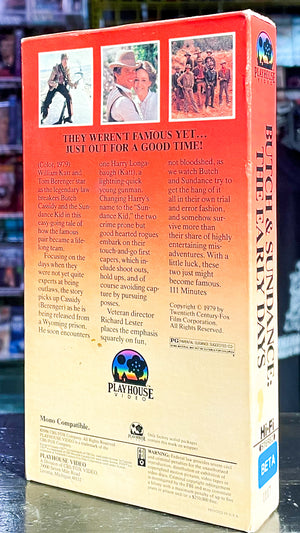 THEY WEREN'T FAMOUS YET...
JUST OUT FOR A GOOD TIME!
(Color, 1979)
William Katt and
Tom Berenger star
as the legendary law
breakers Butch
Cassidy and the
Sundance Kid in this
easy-going tale of
how the famous
pair became a life-
long team.
Focusing on the
days when they
were not yet quite
experts at being
outlaws, the story
picks up Cassidy
(Berenger) as he is
being released from
a Wyoming prison.
He soon encounters
one Harry Longa-
baugh (Katt), a
lightning-quick
young gunman.
Changing Harry's
name to the "Sun-
dance Kid," the two
crime prone but
good hearted rogues
embark on their
touch-and-go first
capers, which in-
clude shoot outs,
hold ups, and of
course avoiding cap-
ture by pursuing
posses.
Veteran director
Richard Lester
places the emphasis
squarely on fun,
not bloodshed, as
we watch Butch
and Sundance try to
get the hang of it
all in their own trial
and error fashion,
and somehow sur-
vive more than
their share of highly
entertaining mis-
adventures. With a
little luck, these
two just might
become famous.
111 Minutes
Copyright © 1979 by
Twentieth Century-Fox
Film Corporation.
All Rights Reserved.
PG PARENTAL GUIDANCE SUGGESTED
PLAYHOUSE
VIDEO
Mono Compatible.
All Rights Reserved.
PLAYHOUSE VIDEO
Livonia, Michigan
WARNING:
PLAYHOUSE
VIDEO
BUTCH & SUNDANCE:
THE EARLY DAYS
Hi-Fi
BETA